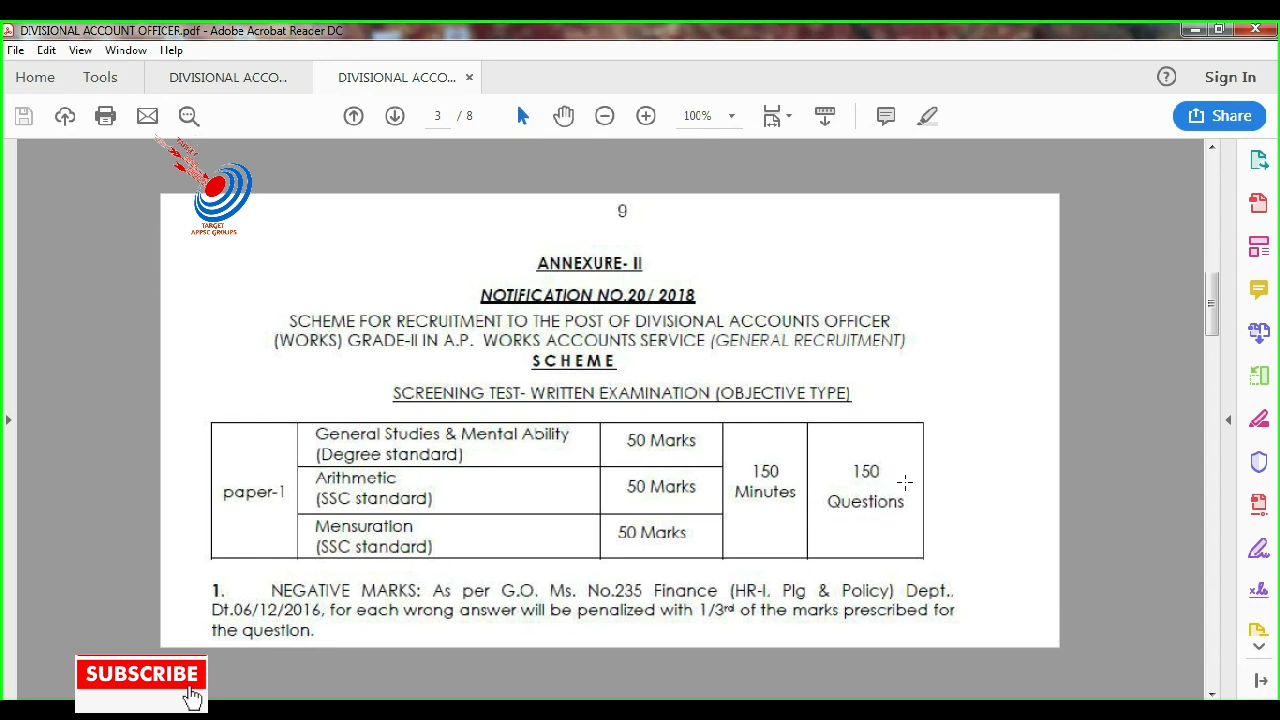 DIVISIONAL ACCOUNT OFFICER.pdf - Adobe Acrobat Reader DC
File Edit View Window Help
Home Tools DIVISIONAL ACCO... DIVISIONAL ACCO... × Sign In
3 / 8 100% Share
TARGET
APPSC GROUPS
9
ANNEXURE- II
NOTIFICATION NO.20/ 2018
SCHEME FOR RECRUITMENT TO THE POST OF DIVISIONAL ACCOUNTS OFFICER
(WORKS) GRADE-II IN A.P. WORKS ACCOUNTS SERVICE (GENERAL RECRUITMENT)
S C H E M E
SCREENING TEST- WRITTEN EXAMINATION (OBJECTIVE TYPE)
paper-1
General Studies & Mental Ability
(Degree standard)
50 Marks
Arithmetic
(SSC standard)
50 Marks
Mensuration
(SSC standard)
50 Marks
150
Minutes
150
Questions
1. NEGATIVE MARKS: As per G.O. Ms. No.235 Finance (HR-I, Plg & Policy) Dept.,
Dt.06/12/2016, for each wrong answer will be penalized with 1/3rd of the marks prescribed for
the question.
SUBSCRIBE